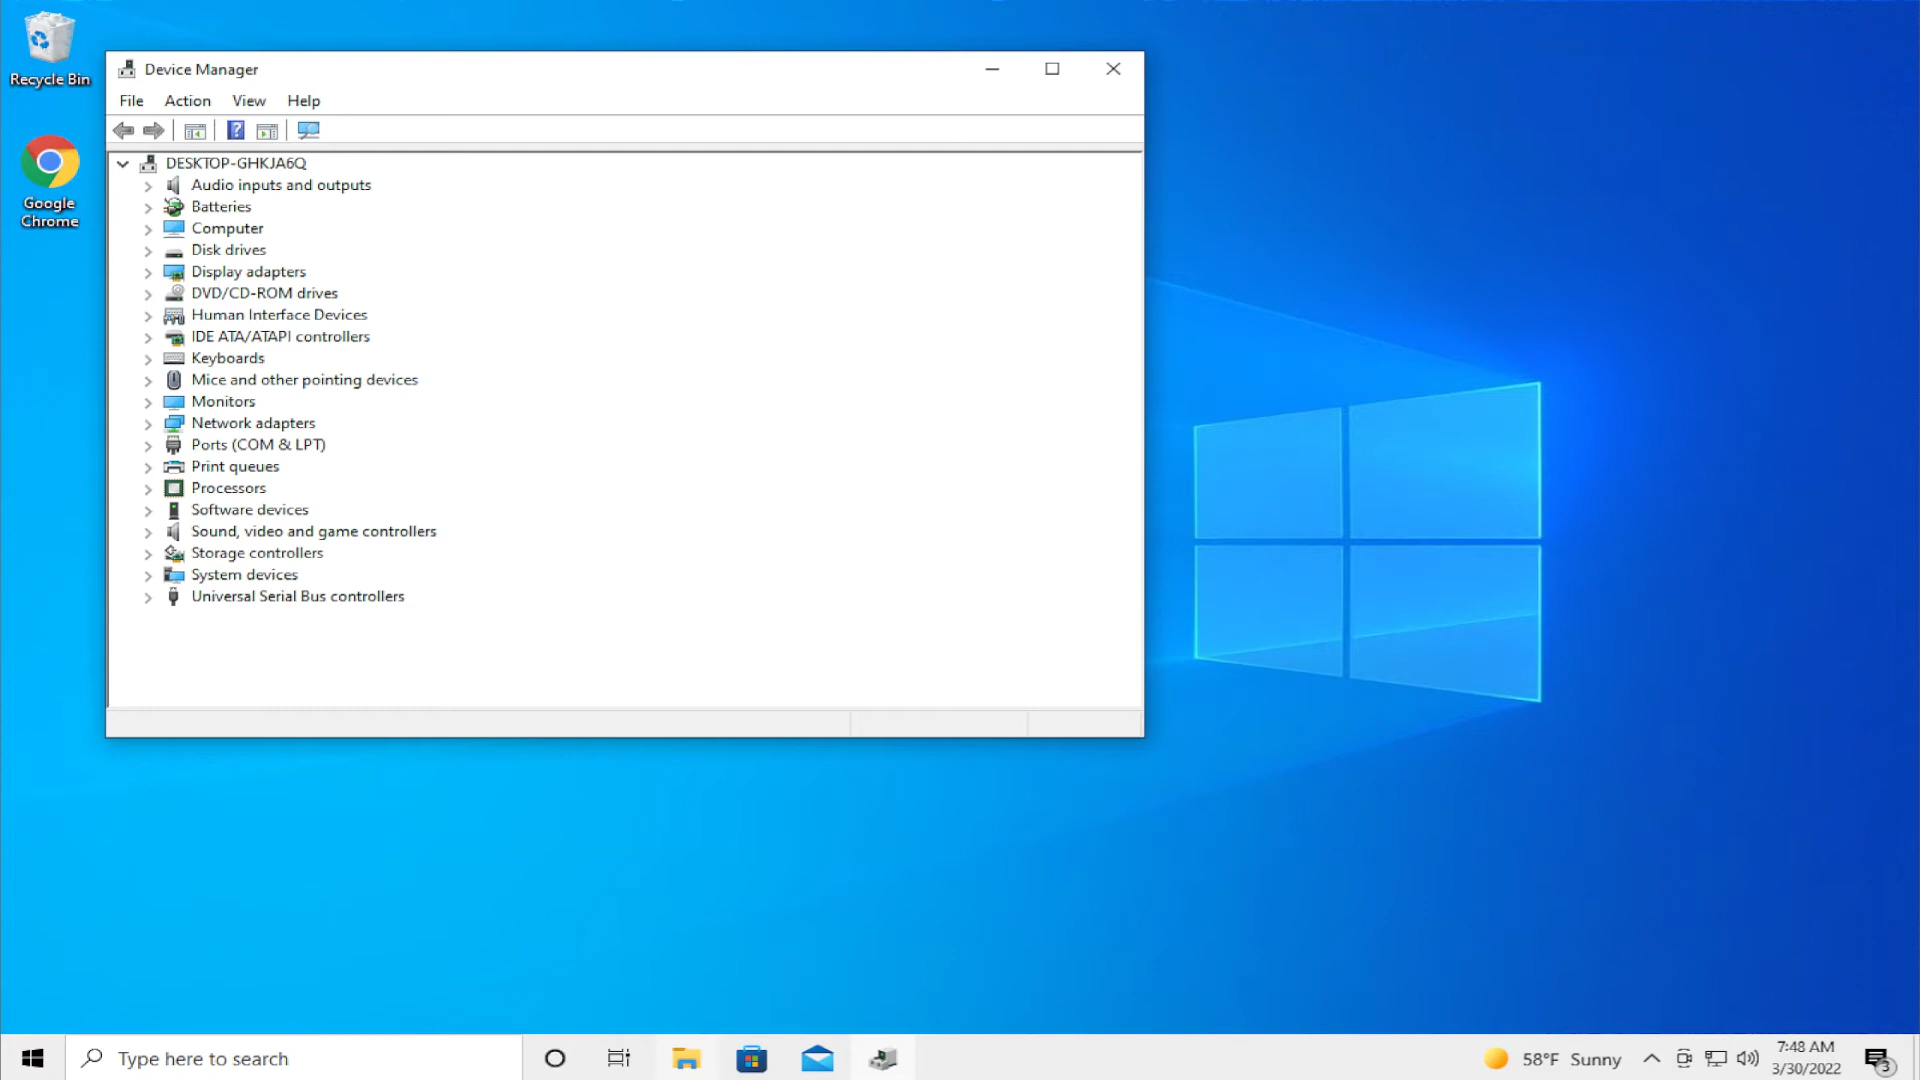 Recycle Bin
Google
Chrome
Device Manager
File Action View Help
DESKTOP-GHKJA6Q
Audio inputs and outputs
Batteries
Computer
Disk drives
Display adapters
DVD/CD-ROM drives
Human Interface Devices
IDE ATA/ATAPI controllers
Keyboards
Mice and other pointing devices
Monitors
Network adapters
Ports (COM & LPT)
Print queues
Processors
Software devices
Sound, video and game controllers
Storage controllers
System devices
Universal Serial Bus controllers
Type here to search
58°F Sunny
7:48 AM
3/30/2022
3